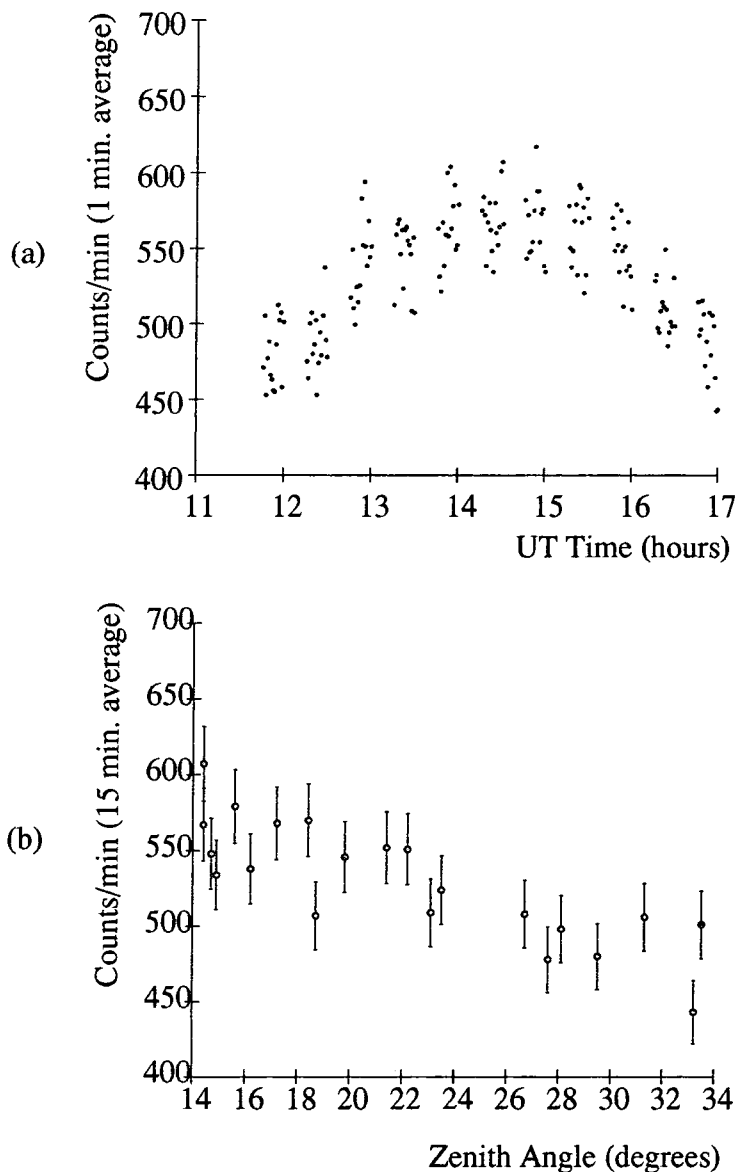 700
650
600
550
500
450
400
Counts/min (1 min. average)
(a)
11 12 13 14 15 16 17
UT Time (hours)
700
650
600
550
500
450
400
Counts/min (15 min. average)
(b)
14 16 18 20 22 24 26 28 30 32 34
Zenith Angle (degrees)